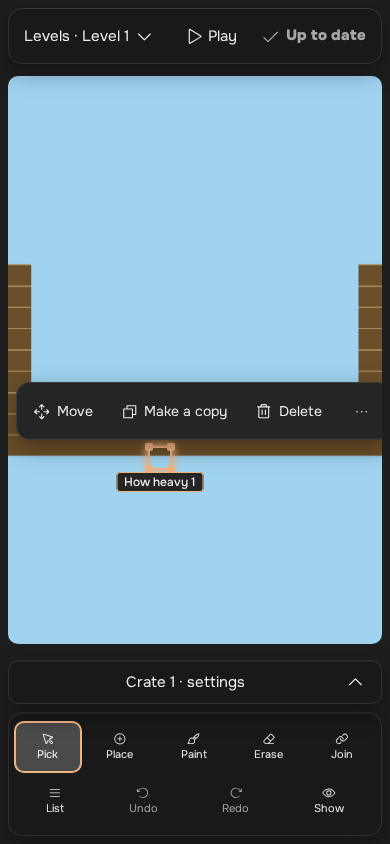 Levels · Level 1
Play
Up to date
Move
Make a copy
Delete
How heavy 1
Crate 1 · settings
Pick
Place
Paint
Erase
Join
List
Undo
Redo
Show